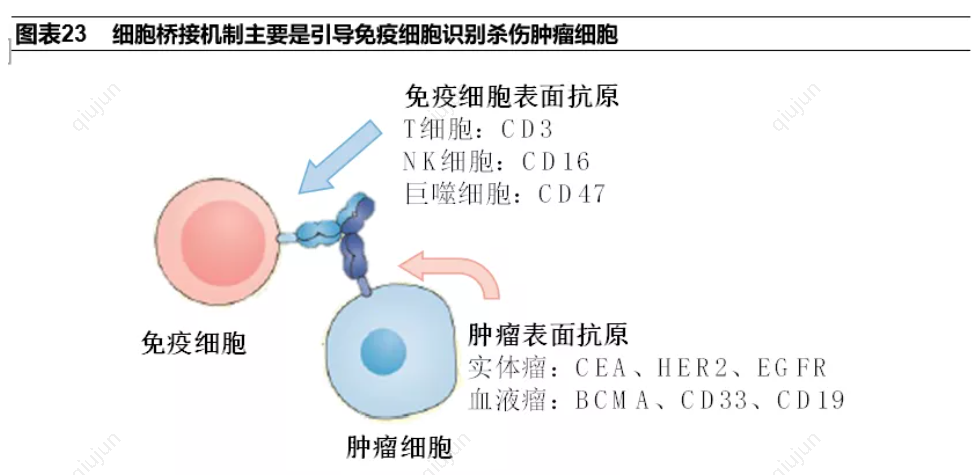 图表23 细胞桥接机制主要是引导免疫细胞识别杀伤肿瘤细胞
qiujun
qiujun
免疫细胞表面抗原
T细胞：CD3
NK细胞：CD16
巨噬细胞：CD47
免疫细胞
肿瘤表面抗原
实体瘤：CEA、HER2、EGFR
血液瘤：BCMA、CD33、CD19
肿瘤细胞
qiujun
qiujun